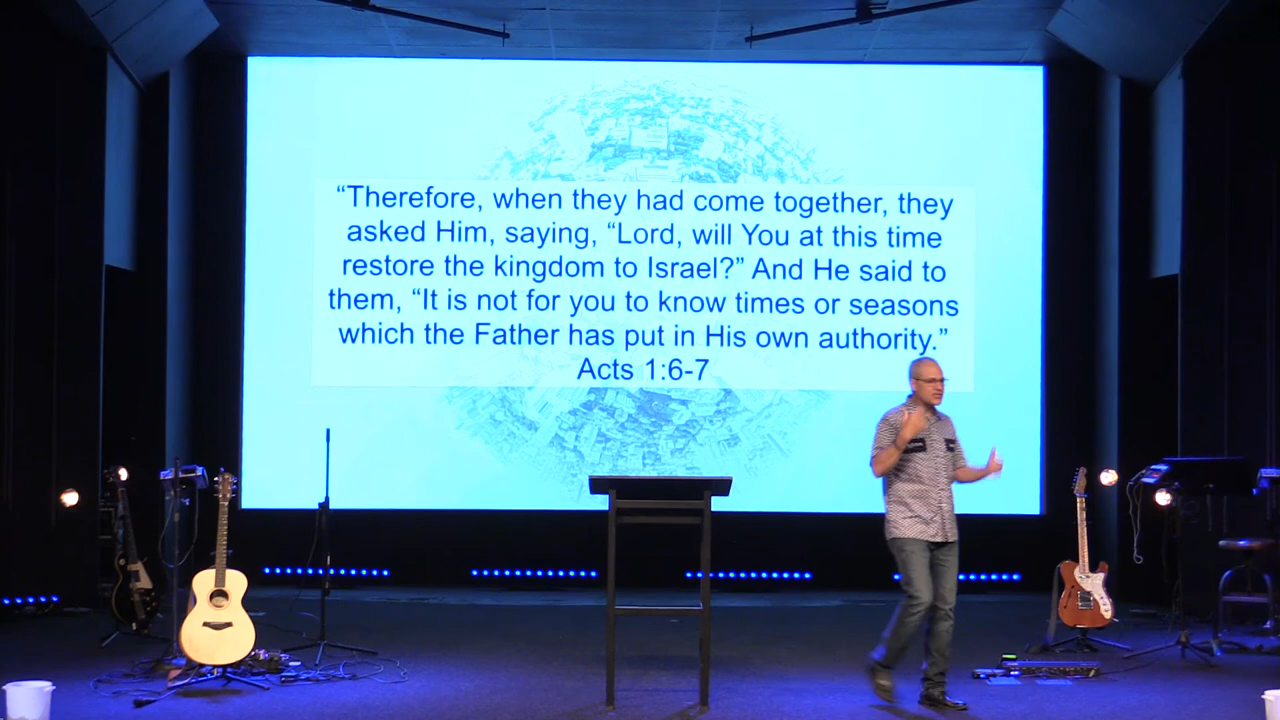 “Therefore, when they had come together, they
asked Him, saying, “Lord, will You at this time
restore the kingdom to Israel?” And He said to
them, “It is not for you to know times or seasons
which the Father has put in His own authority.”
Acts 1:6-7